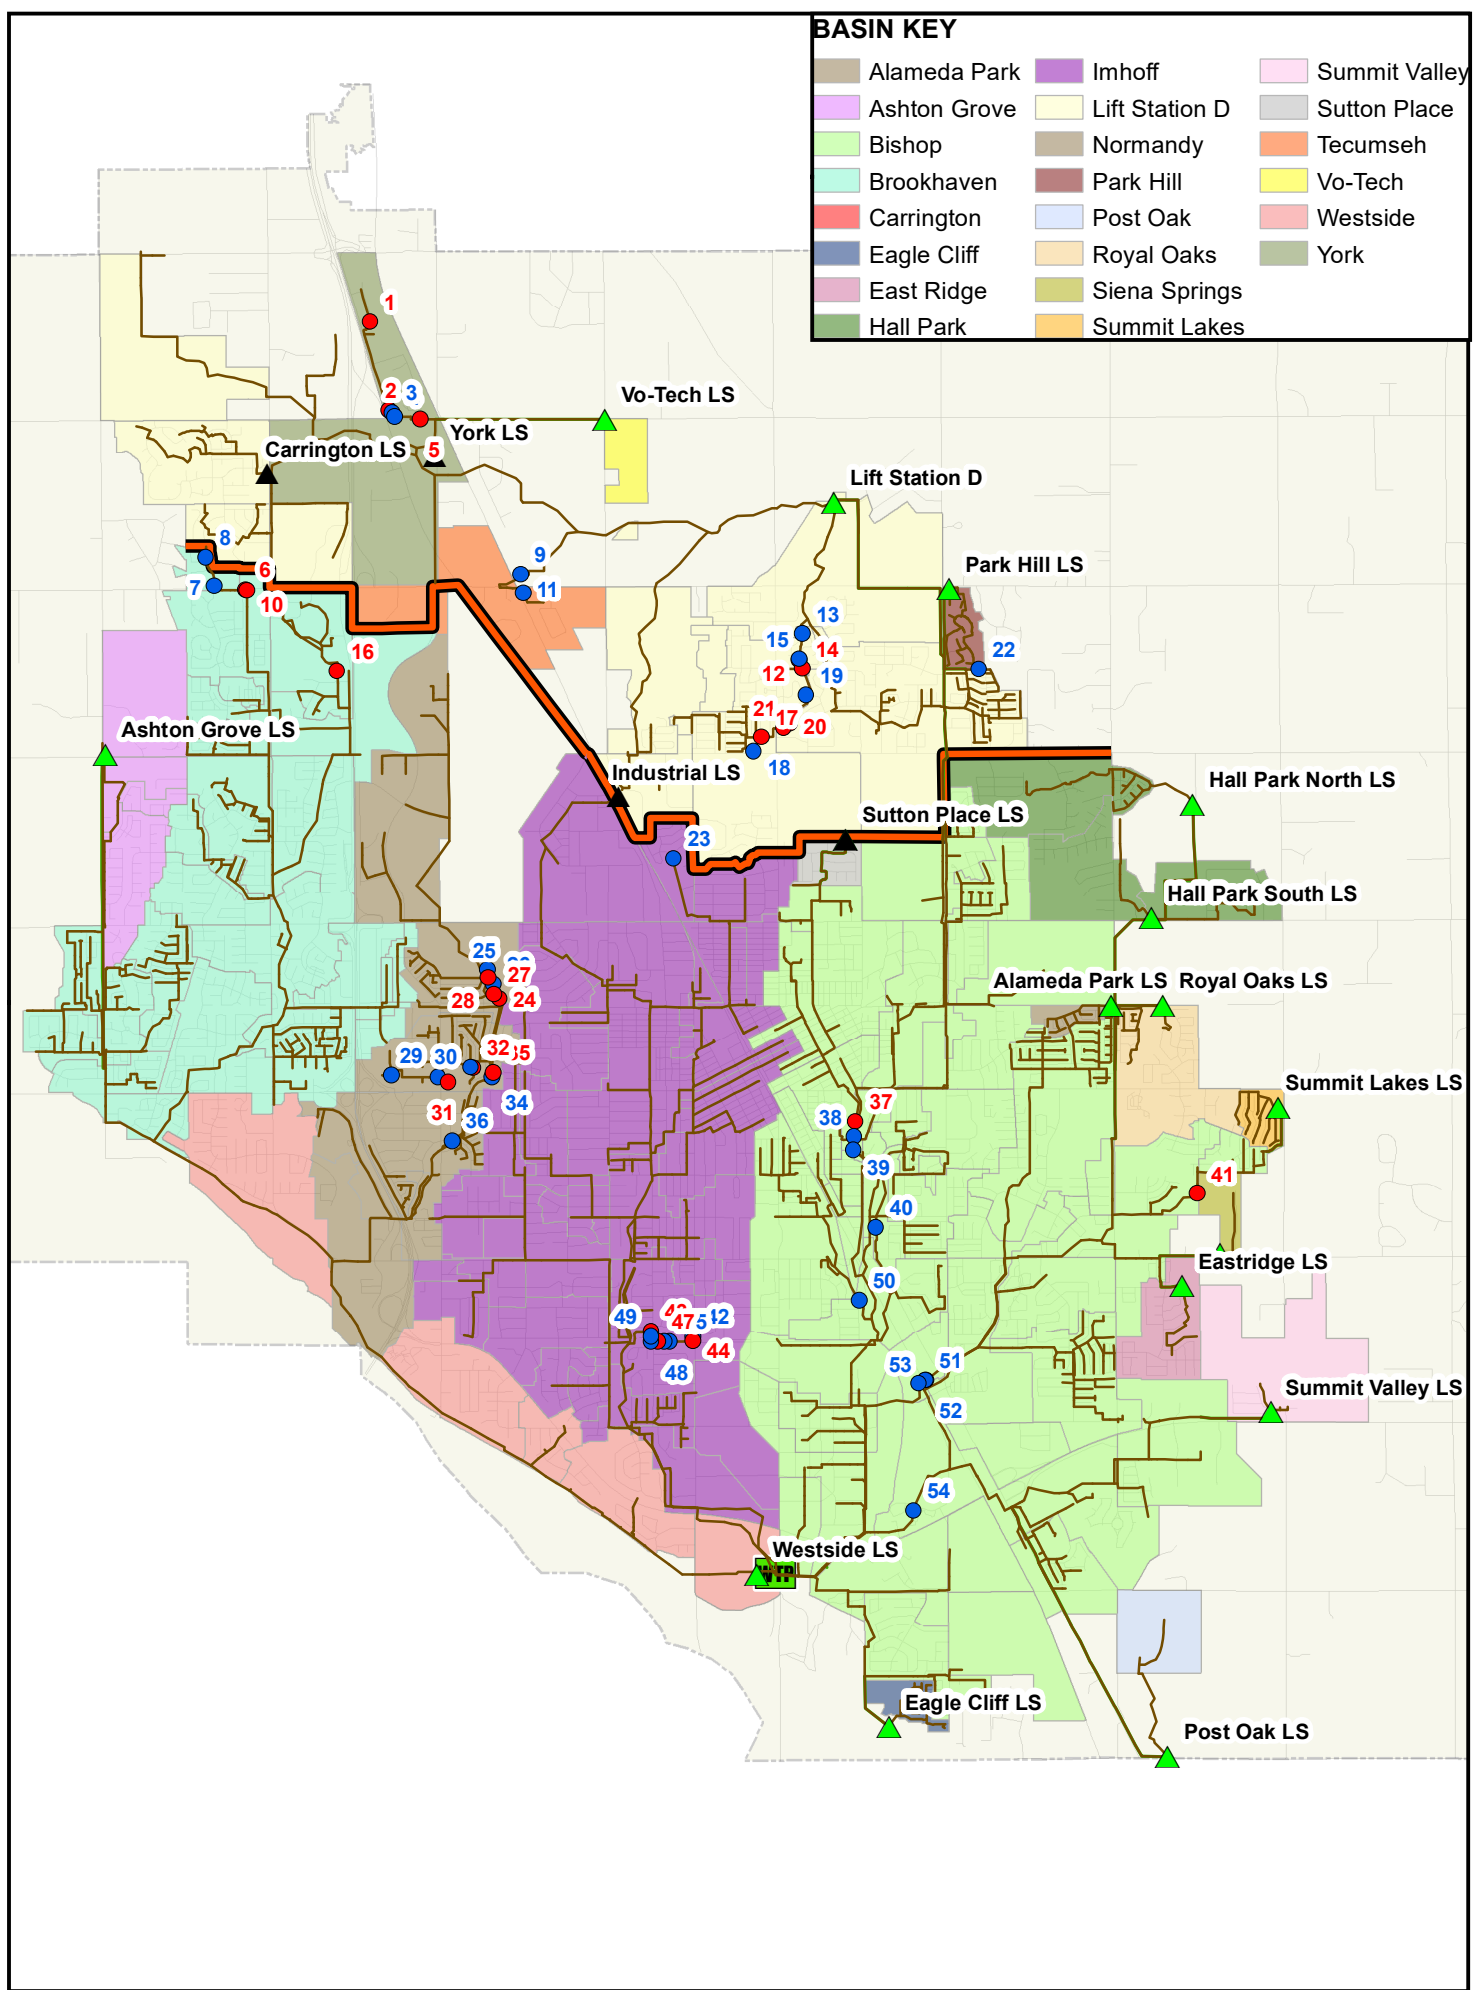 BASIN KEY
Alameda Park
Ashton Grove
Bishop
Brookhaven
Carrington
Eagle Cliff
East Ridge
Hall Park
Imhoff
Lift Station D
Normandy
Park Hill
Post Oak
Royal Oaks
Siena Springs
Summit Lakes
Summit Valley
Sutton Place
Tecumseh
Vo-Tech
Westside
York
1
2
3
Vo-Tech LS
York LS
5
Carrington LS
Lift Station D
8
6
7
10
9
11
Park Hill LS
13
15
14
12
19
22
16
21
17
20
18
Ashton Grove LS
Industrial LS
Hall Park North LS
Sutton Place LS
23
Hall Park South LS
25
27
28
24
Alameda Park LS
Royal Oaks LS
29
30
32
34
31
36
Summit Lakes LS
37
38
39
41
40
Eastridge LS
50
49
47
42
44
48
53
51
52
Summit Valley LS
54
Westside LS
Eagle Cliff LS
Post Oak LS